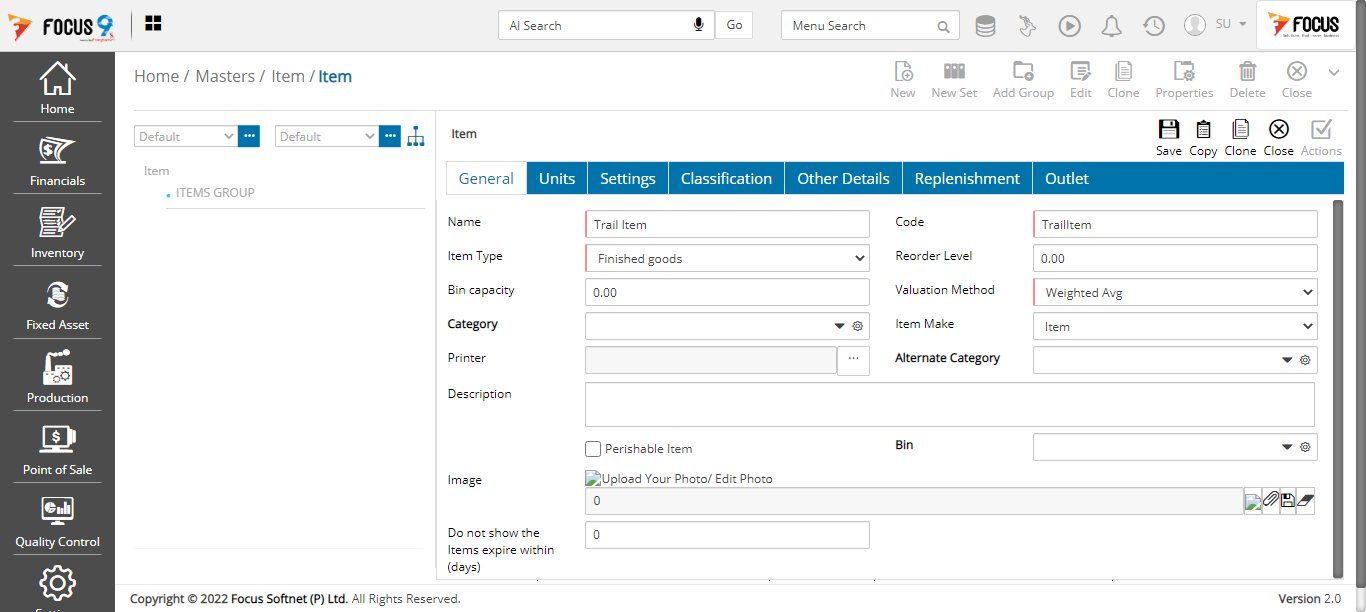 FOCUS 9
AI Search
Go
Menu Search
SU
FOCUS
Home
Financials
Inventory
Fixed Asset
Production
Point of Sale
Quality Control
Home / Masters / Item / Item
New
New Set
Add Group
Edit
Clone
Properties
Delete
Close
Default
Default
Item
ITEMS GROUP
Item
Save
Copy
Clone
Close
Actions
General
Units
Settings
Classification
Other Details
Replenishment
Outlet
Name
Trail Item
Code
TrailItem
Item Type
Finished goods
Reorder Level
0.00
Bin capacity
0.00
Valuation Method
Weighted Avg
Category
Item Make
Item
Printer
...
Alternate Category
Description
Perishable Item
Bin
Image
Upload Your Photo/ Edit Photo
0
Do not show the
Items expire within
(days)
0
Copyright © 2022 Focus Softnet (P) Ltd. All Rights Reserved.
Version 2.0